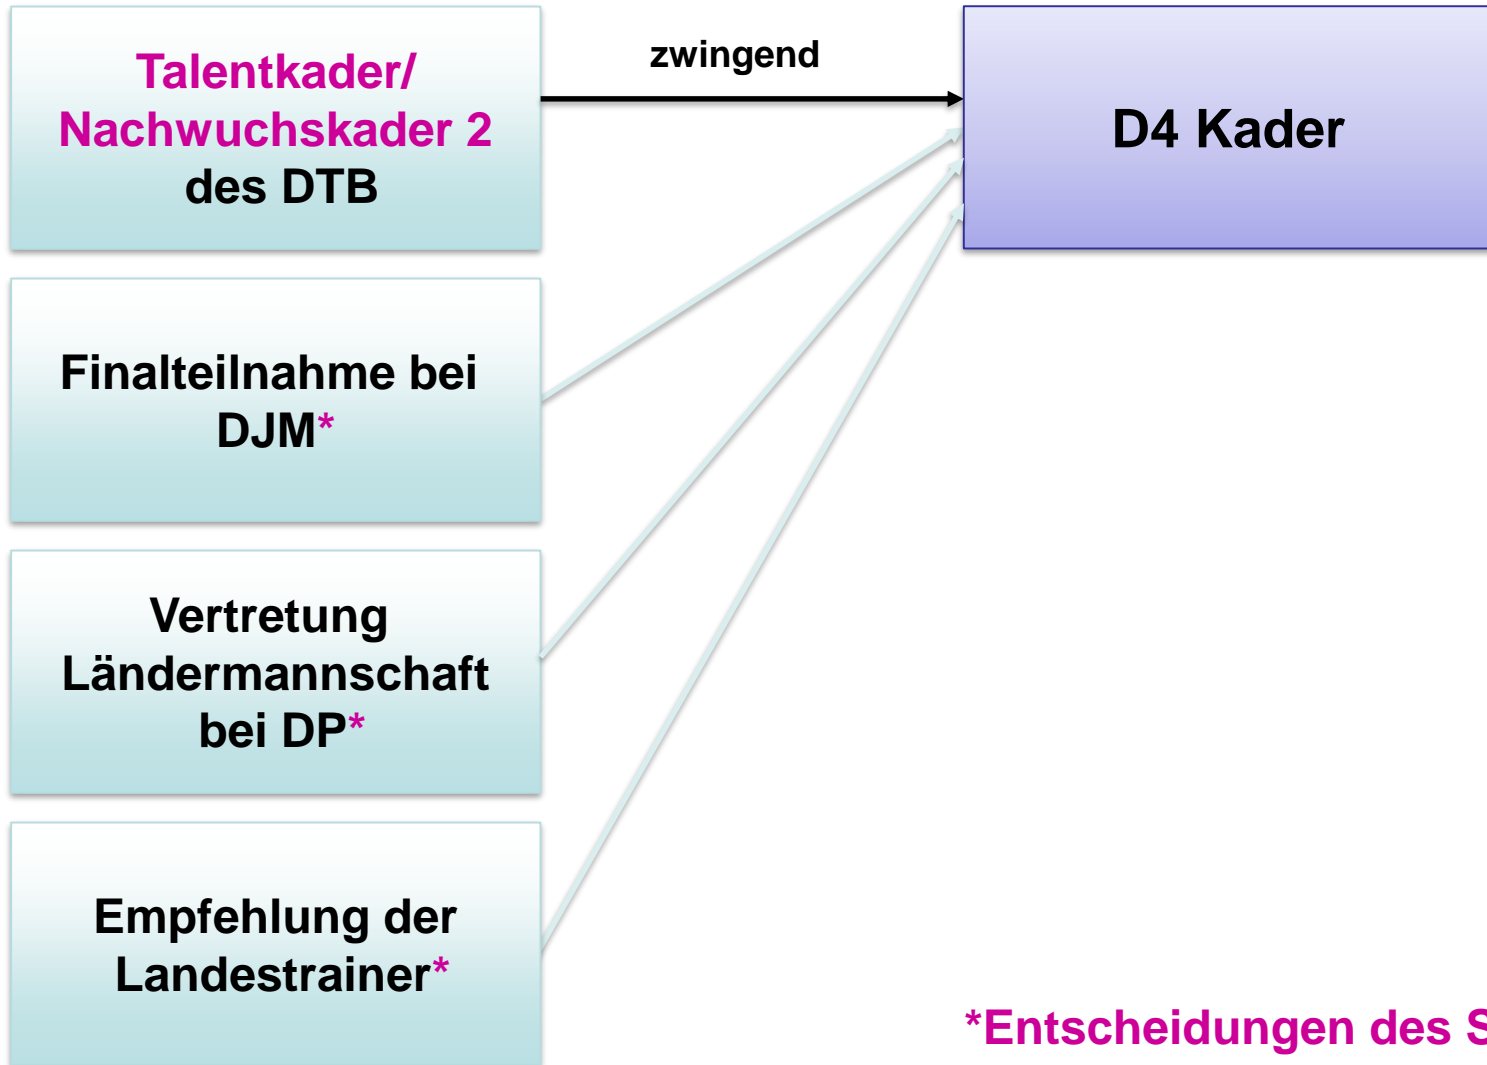 Talentkader/
Nachwuchskader 2
des DTB
zwingend
D4 Kader
Finalteilnahme bei
DJM*
Vertretung
Ländermannschaft
bei DP*
Empfehlung der
Landestrainer*
*Entscheidungen des